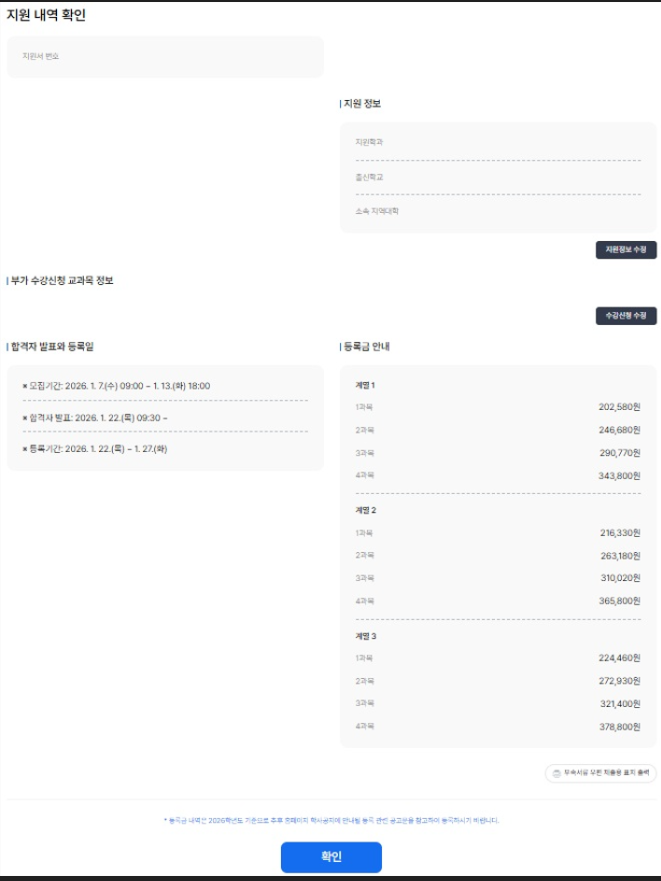 지원 내역 확인
지원서 번호
지원 정보
지원학과
출신학교
소속 지역대학
지원정보 수정
부가 수강신청 교과목 정보
수강신청 수정
합격자 발표와 등록일
※ 모집기간: 2026. 1. 7.(수) 09:00 ~ 1. 13.(화) 18:00
※ 합격자 발표: 2026. 1. 22.(목) 09:30 ~
※ 등록기간: 2026. 1. 22.(목) ~ 1. 27.(화)
등록금 안내
계열 1
1과목 202,580원
2과목 246,680원
3과목 290,770원
4과목 343,800원
계열 2
1과목 216,330원
2과목 263,180원
3과목 310,020원
4과목 365,800원
계열 3
1과목 224,460원
2과목 272,930원
3과목 321,400원
4과목 378,800원
부속서류 우편 제출용 표지 출력
* 등록금 내역은 2026학년도 기준으로 추후 홈페이지 학사공지에 안내될 등록 관련 공고문을 참고하여 등록하시기 바랍니다.
확인